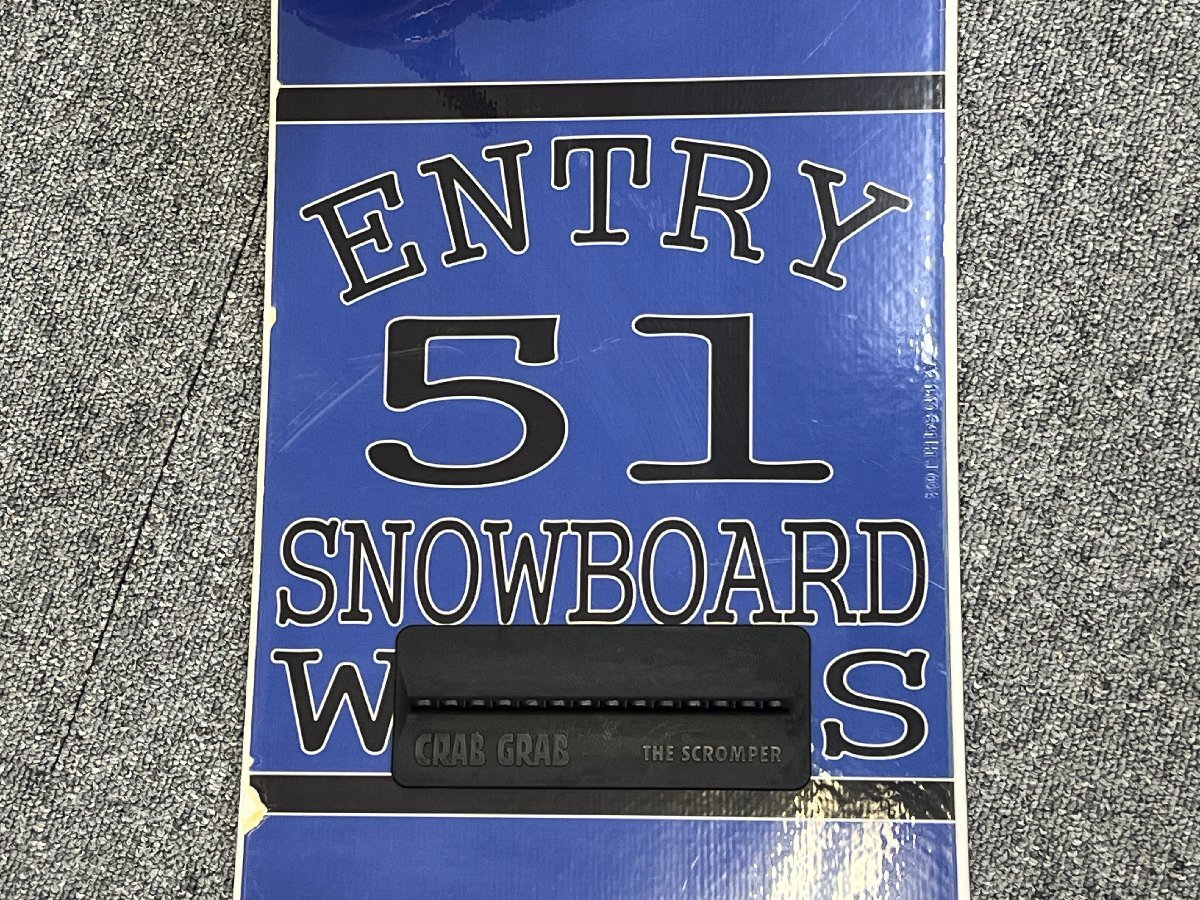 ENTRY
51
SNOWBOARD
W S
CRAB GRAB THE SCROMPER